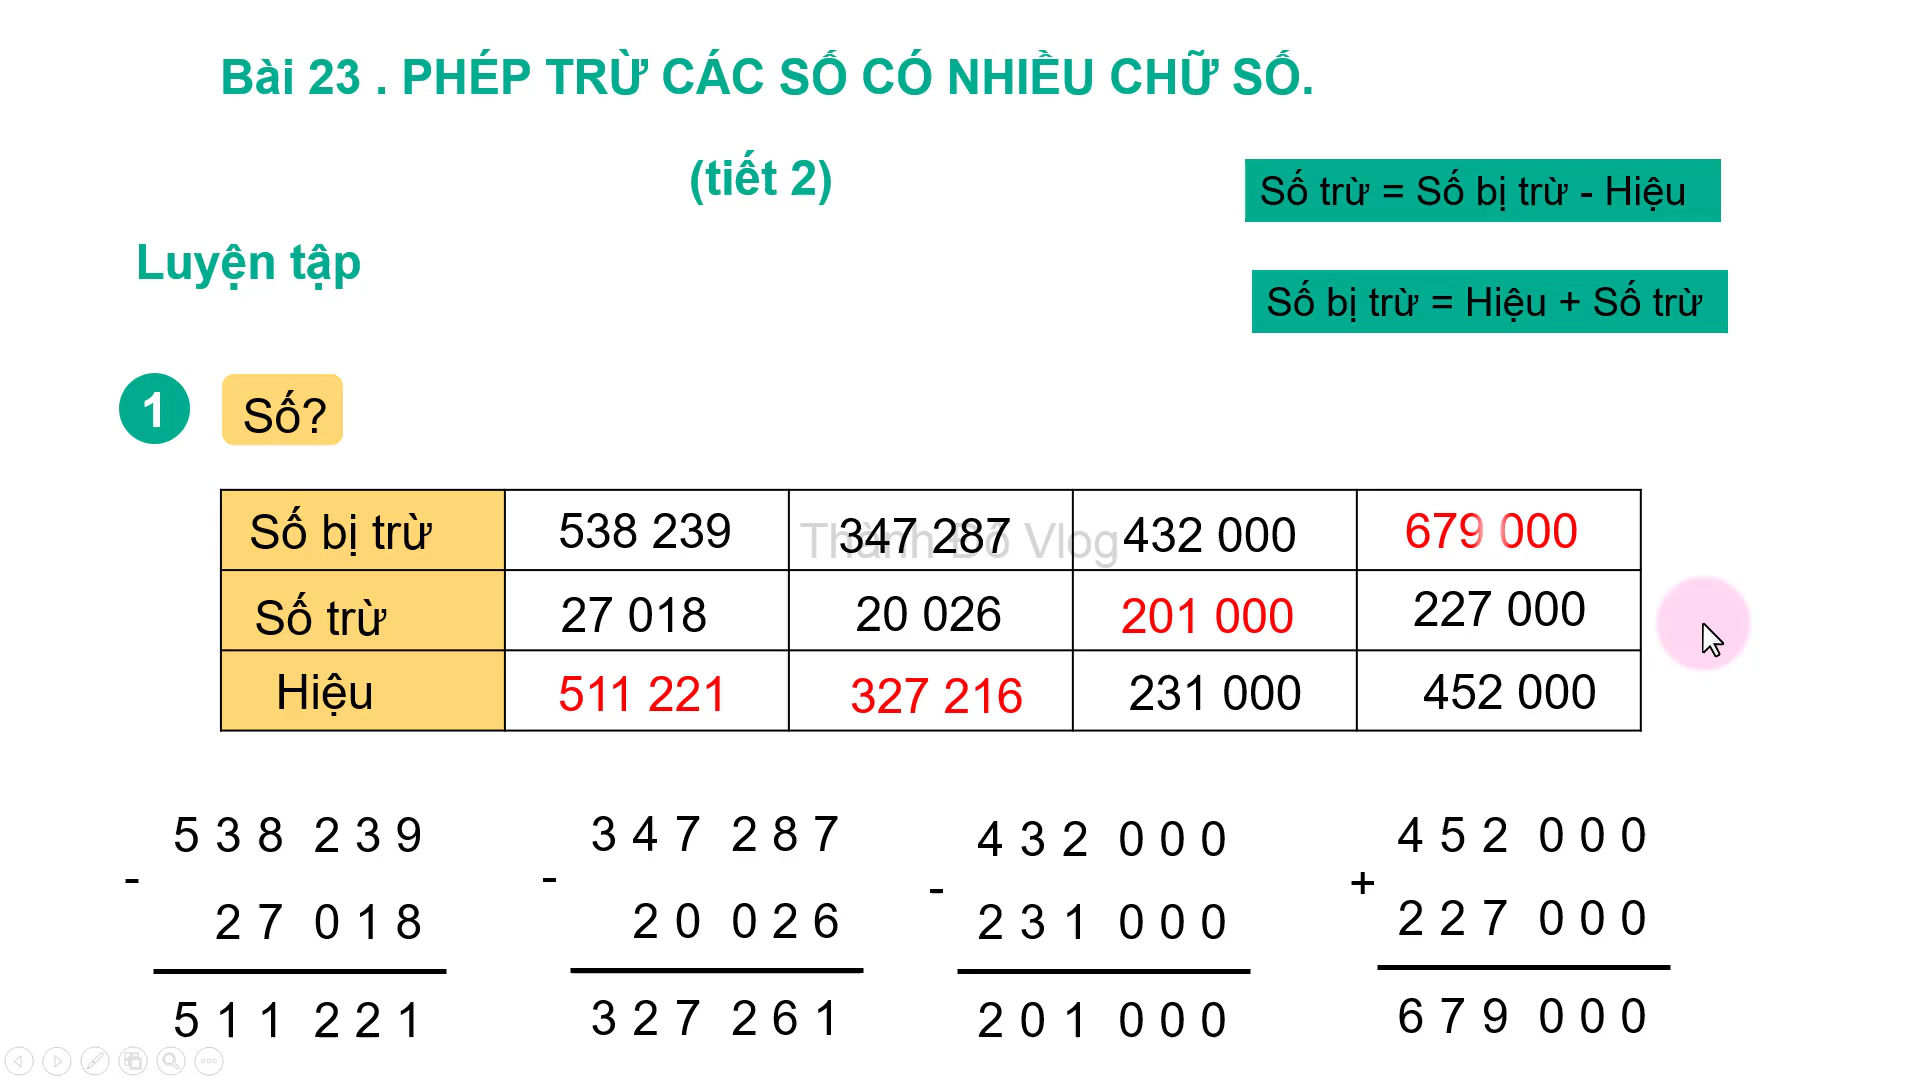 Bài 23 . PHÉP TRỪ CÁC SỐ CÓ NHIỀU CHỮ SỐ.
(tiết 2)
Số trừ = Số bị trừ - Hiệu
Luyện tập
Số bị trừ = Hiệu + Số trừ
1 Số?
Số bị trừ 538 239 347 287 432 000 679 000
Thành Đô Vlog
Số trừ 27 018 20 026 201 000 227 000
Hiệu 511 221 327 216 231 000 452 000
5 3 8 2 3 9 3 4 7 2 8 7 4 3 2 0 0 0 4 5 2 0 0 0
- - - +
2 7 0 1 8 2 0 0 2 6 2 3 1 0 0 0 2 2 7 0 0 0
5 1 1 2 2 1 3 2 7 2 6 1 2 0 1 0 0 0 6 7 9 0 0 0